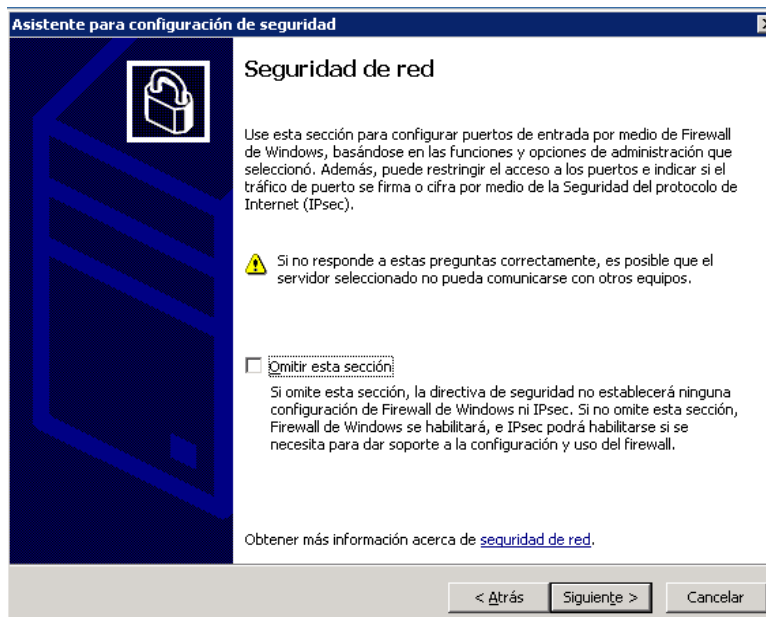 Asistente para configuración de seguridad
Seguridad de red
Use esta sección para configurar puertos de entrada por medio de Firewall
de Windows, basándose en las funciones y opciones de administración que
seleccionó. Además, puede restringir el acceso a los puertos e indicar si el
tráfico de puerto se firma o cifra por medio de la Seguridad del protocolo de
Internet (IPsec).
Si no responde a estas preguntas correctamente, es posible que el
servidor seleccionado no pueda comunicarse con otros equipos.
Omitir esta sección
Si omite esta sección, la directiva de seguridad no establecerá ninguna
configuración de Firewall de Windows ni IPsec. Si no omite esta sección,
Firewall de Windows se habilitará, e IPsec podrá habilitarse si se
necesita para dar soporte a la configuración y uso del firewall.
Obtener más información acerca de seguridad de red.
< Atrás Siguiente > Cancelar